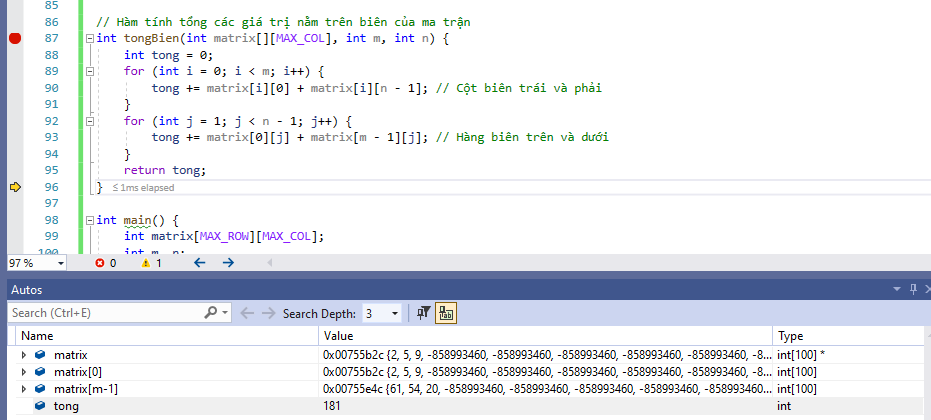 85
86 // Hàm tính tổng các giá trị nằm trên biên của ma trận
87 int tongBien(int matrix[][MAX_COL], int m, int n) {
88 int tong = 0;
89 for (int i = 0; i < m; i++) {
90 tong += matrix[i][0] + matrix[i][n - 1]; // Cột biên trái và phải
91 }
92 for (int j = 1; j < n - 1; j++) {
93 tong += matrix[0][j] + matrix[m - 1][j]; // Hàng biên trên và dưới
94 }
95 return tong;
96 } ≤ 1ms elapsed
97
98 int main() {
99 int matrix[MAX_ROW][MAX_COL];
100 int m, n;
97 % 0 1
Autos
Search (Ctrl+E) Search Depth: 3
Name Value Type
matrix 0x00755b2c {2, 5, 9, -858993460, -858993460, -858993460, -858993460, -858993460, -8... int[100] *
matrix[0] 0x00755b2c {2, 5, 9, -858993460, -858993460, -858993460, -858993460, -858993460, -8... int[100]
matrix[m-1] 0x00755e4c {61, 54, 20, -858993460, -858993460, -858993460, -858993460, -858993460,... int[100]
tong 181 int